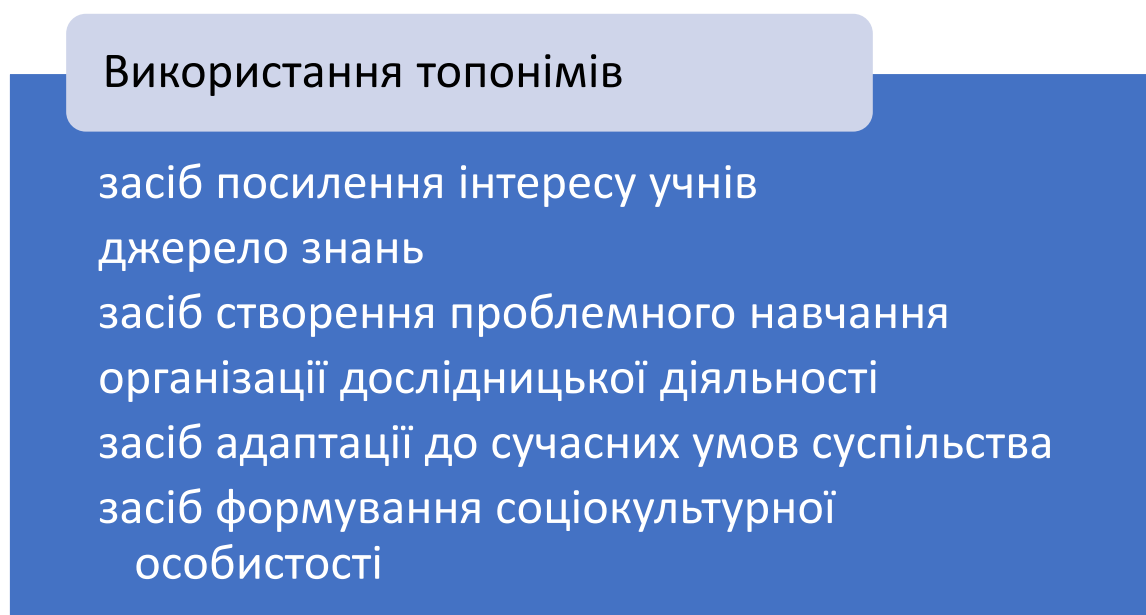 Використання топонімів
засіб посилення інтересу учнів
джерело знань
засіб створення проблемного навчання
організації дослідницької діяльності
засіб адаптації до сучасних умов суспільства
засіб формування соціокультурної
особистості